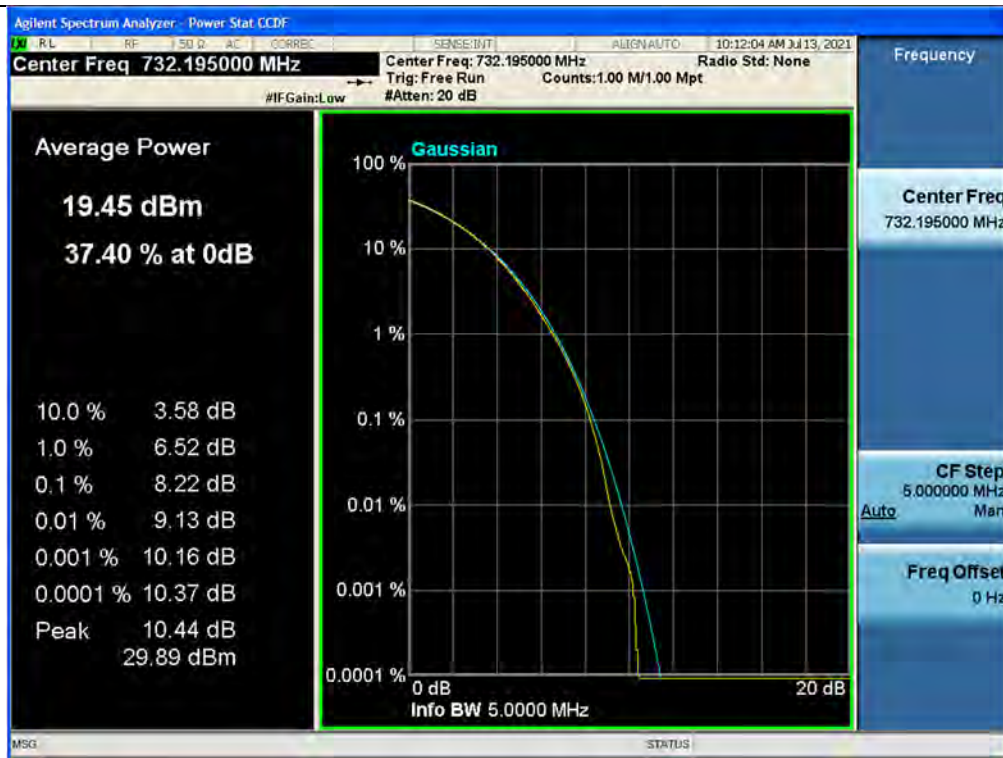 Agilent Spectrum Analyzer - Power Stat CCDF
LXI RL RF 50 Ω AC CORREC SENSE:INT ALIGNAUTO 10:12:04 AM Jul 13, 2021
Center Freq 732.195000 MHz
Center Freq: 732.195000 MHz Radio Std: None
Trig: Free Run Counts:1.00 M/1.00 Mpt
#IFGain:Low #Atten: 20 dB
Average Power
19.45 dBm
37.40 % at 0dB
10.0 % 3.58 dB
1.0 % 6.52 dB
0.1 % 8.22 dB
0.01 % 9.13 dB
0.001 % 10.16 dB
0.0001 % 10.37 dB
Peak 10.44 dB
29.89 dBm
Gaussian
100 %
10 %
1 %
0.1 %
0.01 %
0.001 %
0.0001 %
0 dB 20 dB
Info BW 5.0000 MHz
Frequency
Center Freq
732.195000 MHz
CF Step
5.000000 MHz
Auto Man
Freq Offset
0 Hz
MSG STATUS